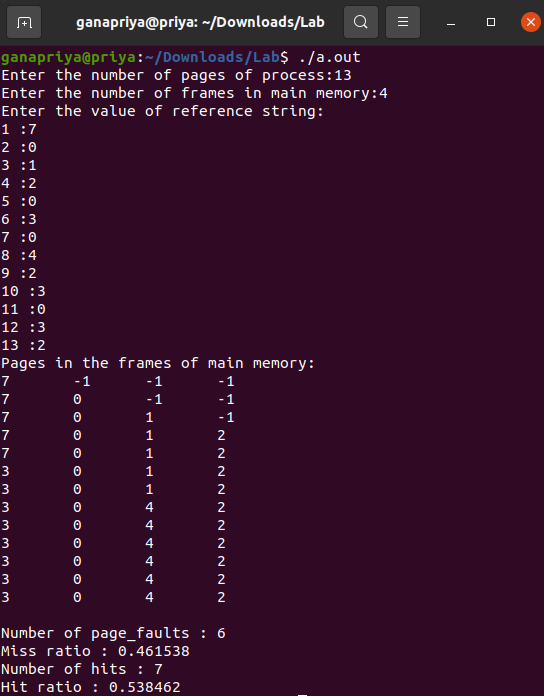 ganapriya@priya: ~/Downloads/Lab
ganapriya@priya:~/Downloads/Lab$ ./a.out
Enter the number of pages of process:13
Enter the number of frames in main memory:4
Enter the value of reference string:
1 :7
2 :0
3 :1
4 :2
5 :0
6 :3
7 :0
8 :4
9 :2
10 :3
11 :0
12 :3
13 :2
Pages in the frames of main memory:
7 -1 -1 -1
7 0 -1 -1
7 0 1 -1
7 0 1 2
7 0 1 2
3 0 1 2
3 0 1 2
3 0 4 2
3 0 4 2
3 0 4 2
3 0 4 2
3 0 4 2
3 0 4 2
Number of page_faults : 6
Miss ratio : 0.461538
Number of hits : 7
Hit ratio : 0.538462